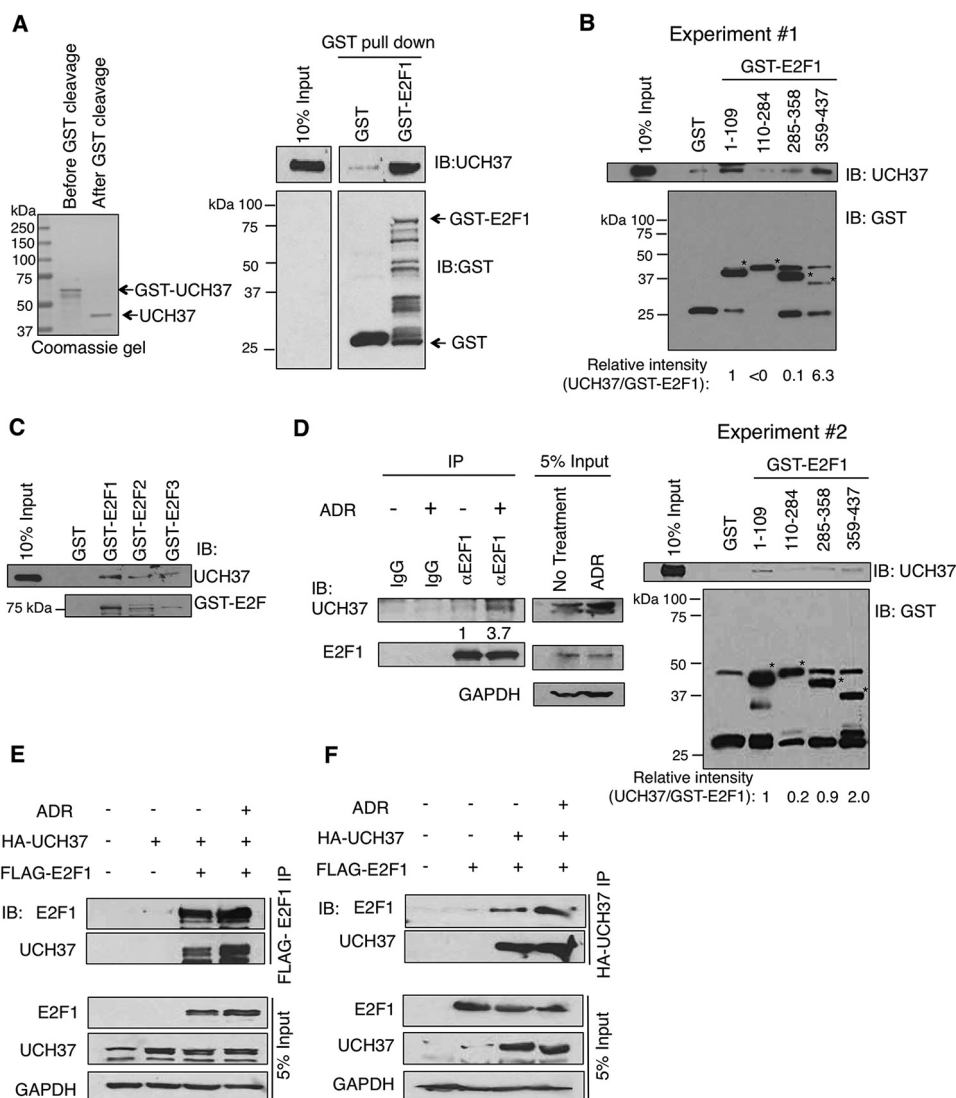 A
Before GST cleavage
After GST cleavage
kDa
250
150
100
75
50
37
GST-UCH37
UCH37
Coomassie gel
GST pull down
10% Input
GST
GST-E2F1
IB:UCH37
kDa 100
75
50
37
25
GST-E2F1
IB:GST
GST
B
Experiment #1
GST-E2F1
10% Input
GST
1-109
110-284
285-358
359-437
IB: UCH37
kDa 100
75
50
37
25
IB: GST
* * * *
Relative intensity
(UCH37/GST-E2F1): 1 <0 0.1 6.3
C
10% Input
GST
GST-E2F1
GST-E2F2
GST-E2F3
IB:
UCH37
75 kDa
GST-E2F
D
IP
5% Input
ADR - + - +
IgG
IgG
αE2F1
αE2F1
No Treatment
ADR
IB:
UCH37
1 3.7
E2F1
GAPDH
Experiment #2
GST-E2F1
10% Input
GST
1-109
110-284
285-358
359-437
IB: UCH37
kDa 100
75
50
37
25
IB: GST
* * * *
Relative intensity
(UCH37/GST-E2F1): 1 0.2 0.9 2.0
E
ADR - - - +
HA-UCH37 - + + +
FLAG-E2F1 - - + +
IB: E2F1
UCH37
FLAG- E2F1 IP
E2F1
UCH37
GAPDH
5% Input
F
ADR - - - +
HA-UCH37 - - + +
FLAG-E2F1 - + + +
IB: E2F1
UCH37
HA-UCH37 IP
E2F1
UCH37
GAPDH
5% Input